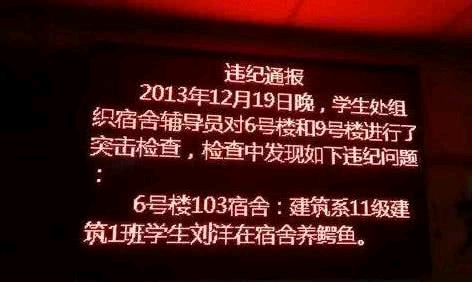 违纪通报
2013年12月19日晚，学生处组
织宿舍辅导员对6号楼和9号楼进行了
突击检查，检查中发现如下违纪问题
：
6号楼103宿舍：建筑系11级建
筑1班学生刘洋在宿舍养鳄鱼。